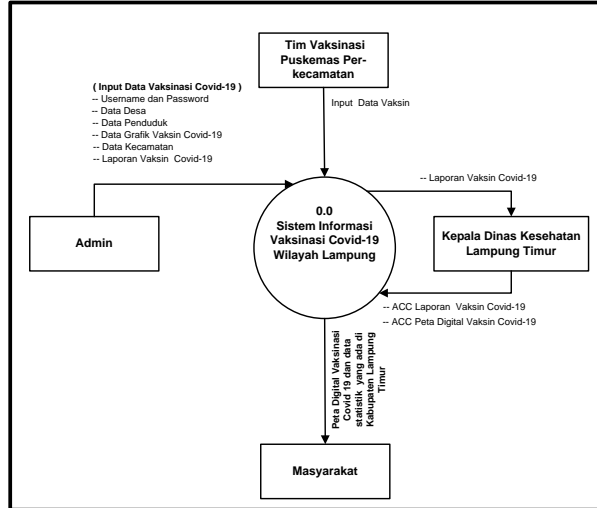 Tim Vaksinasi
Puskemas Per-
kecamatan
( Input Data Vaksinasi Covid-19 )
-- Username dan Password
-- Data Desa
-- Data Penduduk
-- Data Grafik Vaksin Covid-19
-- Data Kecamatan
-- Laporan Vaksin  Covid-19
Input  Data Vaksin
-- Laporan Vaksin Covid-19
0.0
Sistem Informasi
Vaksinasi Covid-19
Wilayah Lampung
Admin
Kepala Dinas Kesehatan
Lampung Timur
-- ACC Laporan  Vaksin Covid-19
-- ACC Peta Digital Vaksin Covid-19
Peta Digital Vaksinasi
Covid 19 dan data
statistik yang ada di
Kabupaten Lampung
Timur
Masyarakat